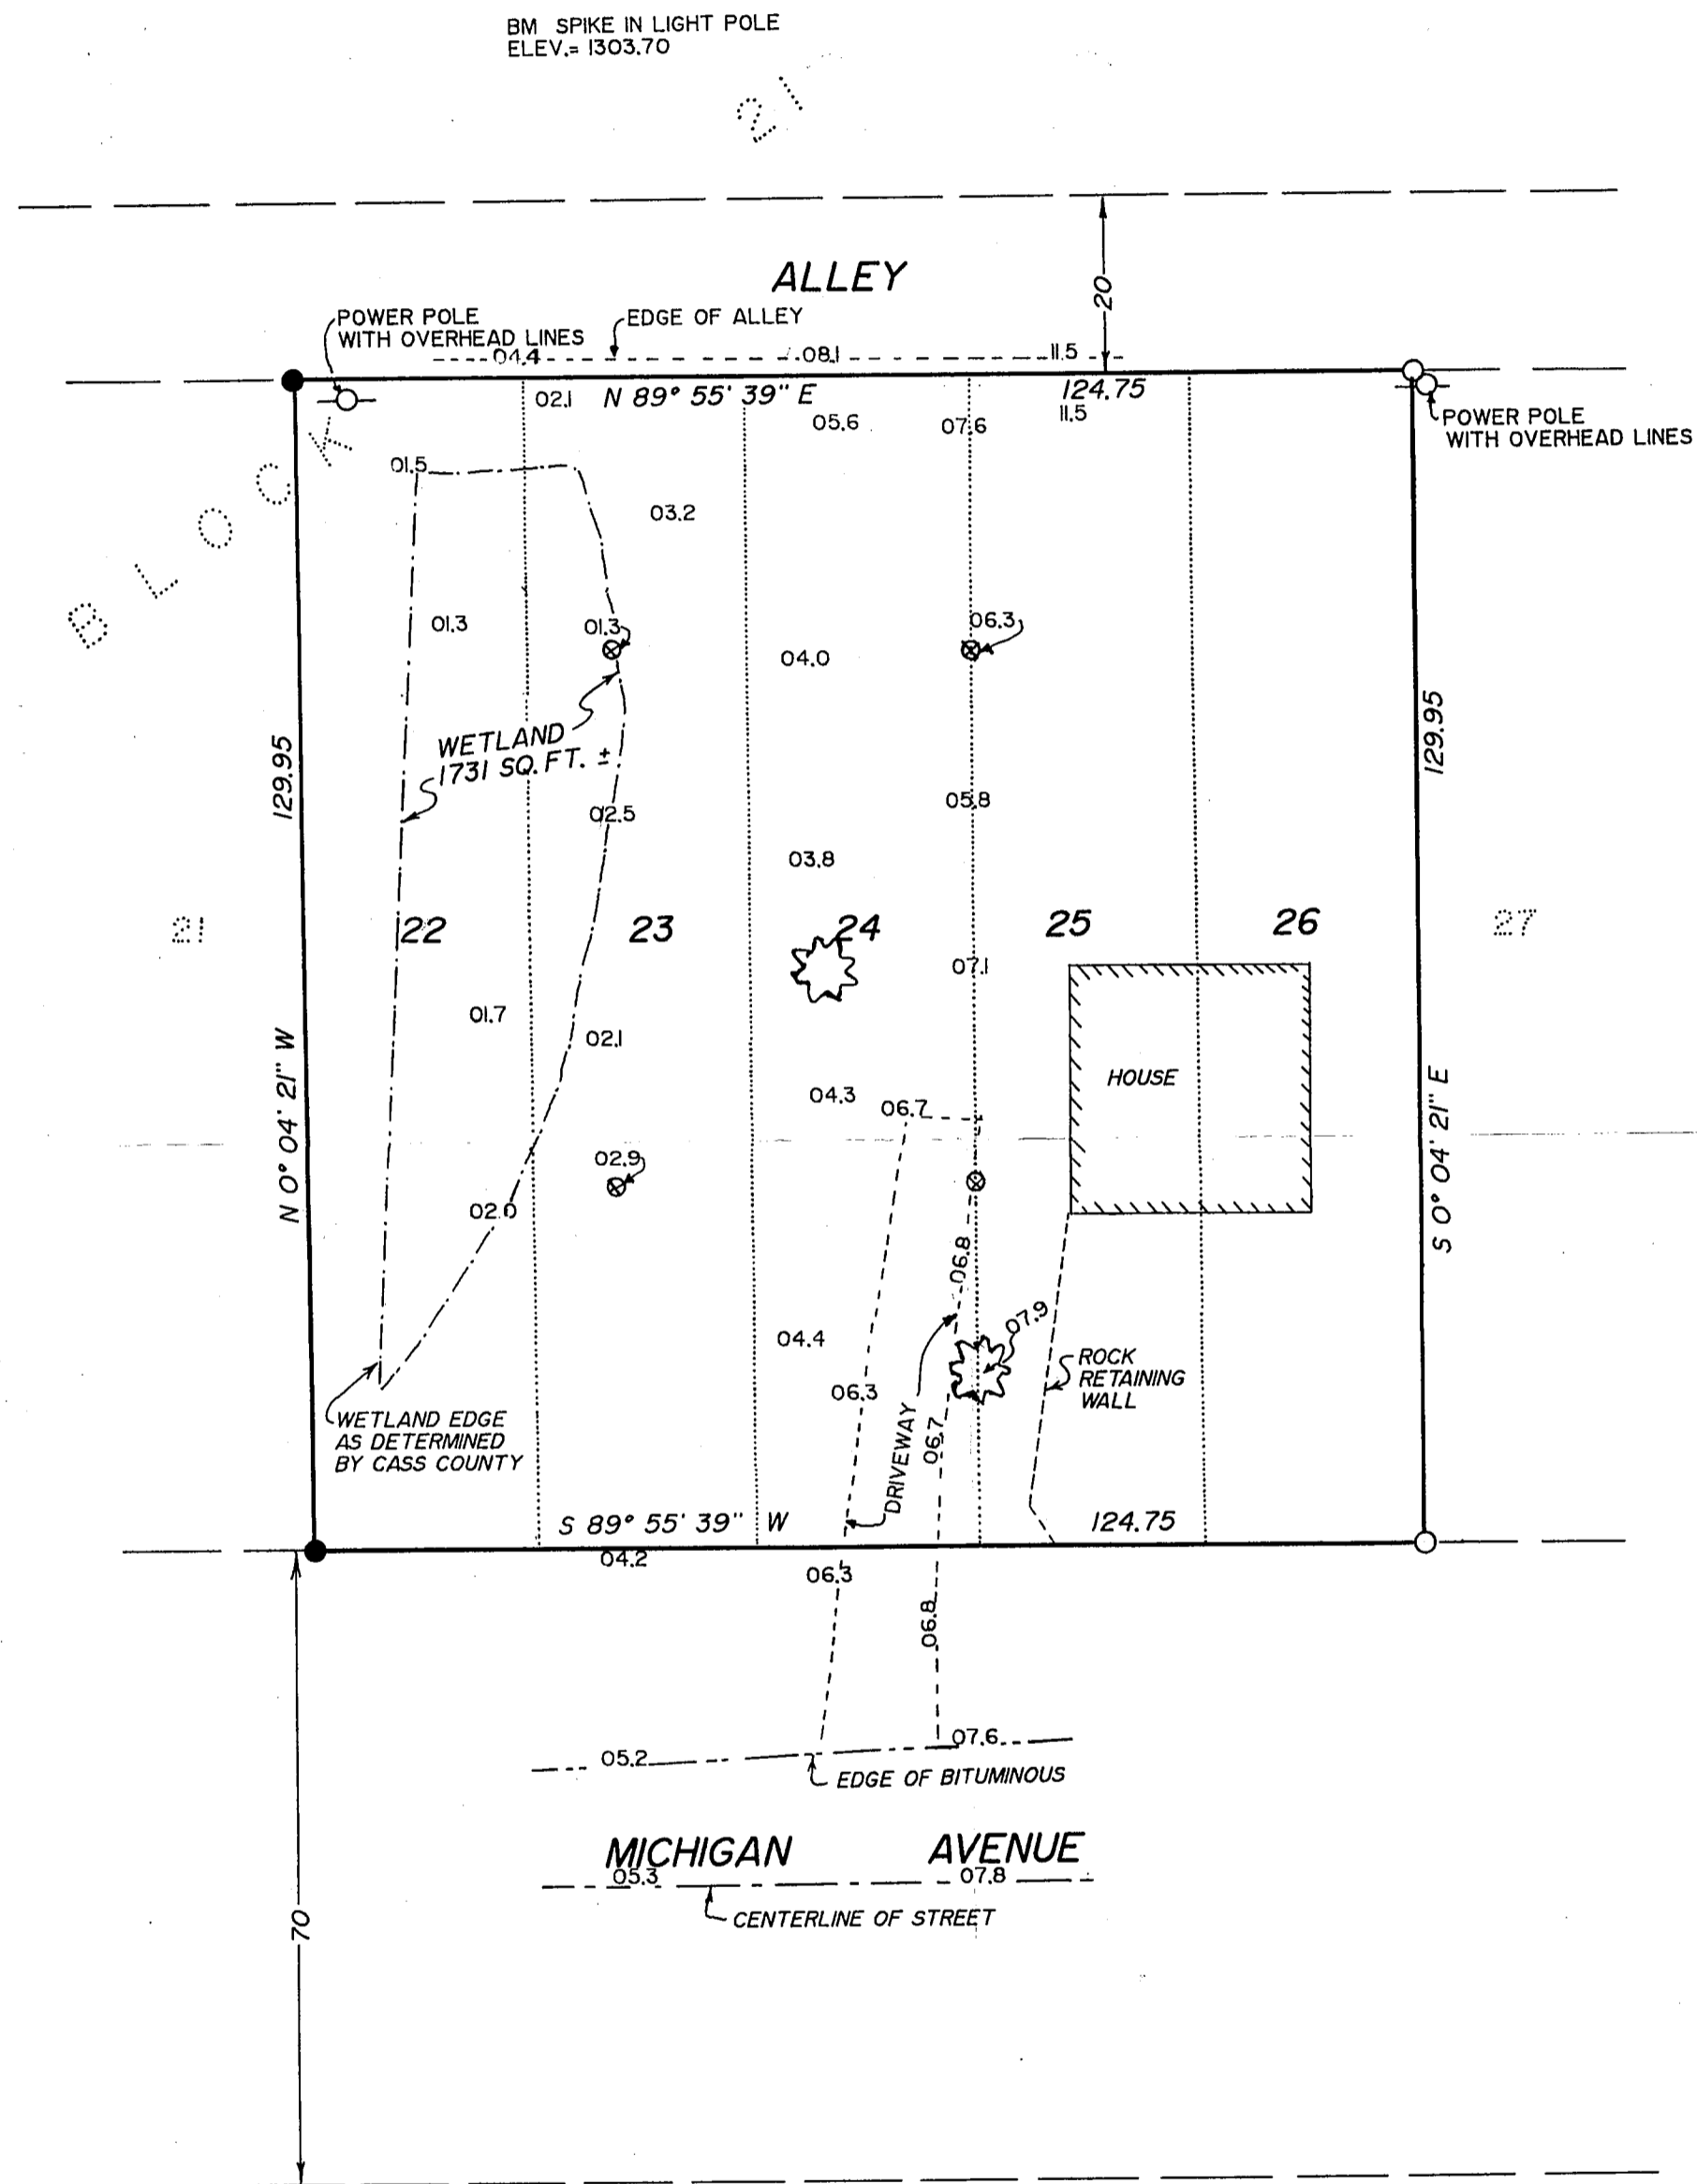 BM SPIKE IN LIGHT POLE
ELEV.= 1303.70
21
ALLEY
20
POWER POLE
WITH OVERHEAD LINES
EDGE OF ALLEY
04.4
08.1
11.5
02.1
N 89° 55' 39" E
124.75
05.6
07.6
11.5
POWER POLE
WITH OVERHEAD LINES
BLOCK
01.5
03.2
01.3
01.3
06.3
04.0
129.95
129.95
WETLAND
1731 SQ. FT. ±
02.5
05.8
03.8
21
22
23
24
25
26
27
07.1
01.7
02.1
HOUSE
N 0° 04' 21" W
S 0° 04' 21" E
04.3
06.7
02.9
02.0
06.8
07.9
04.4
ROCK
RETAINING
WALL
06.3
06.7
DRIVEWAY
WETLAND EDGE
AS DETERMINED
BY CASS COUNTY
S 89° 55' 39" W
124.75
04.2
06.3
06.8
05.2
07.6
EDGE OF BITUMINOUS
MICHIGAN AVENUE
05.3
07.8
CENTERLINE OF STREET
70